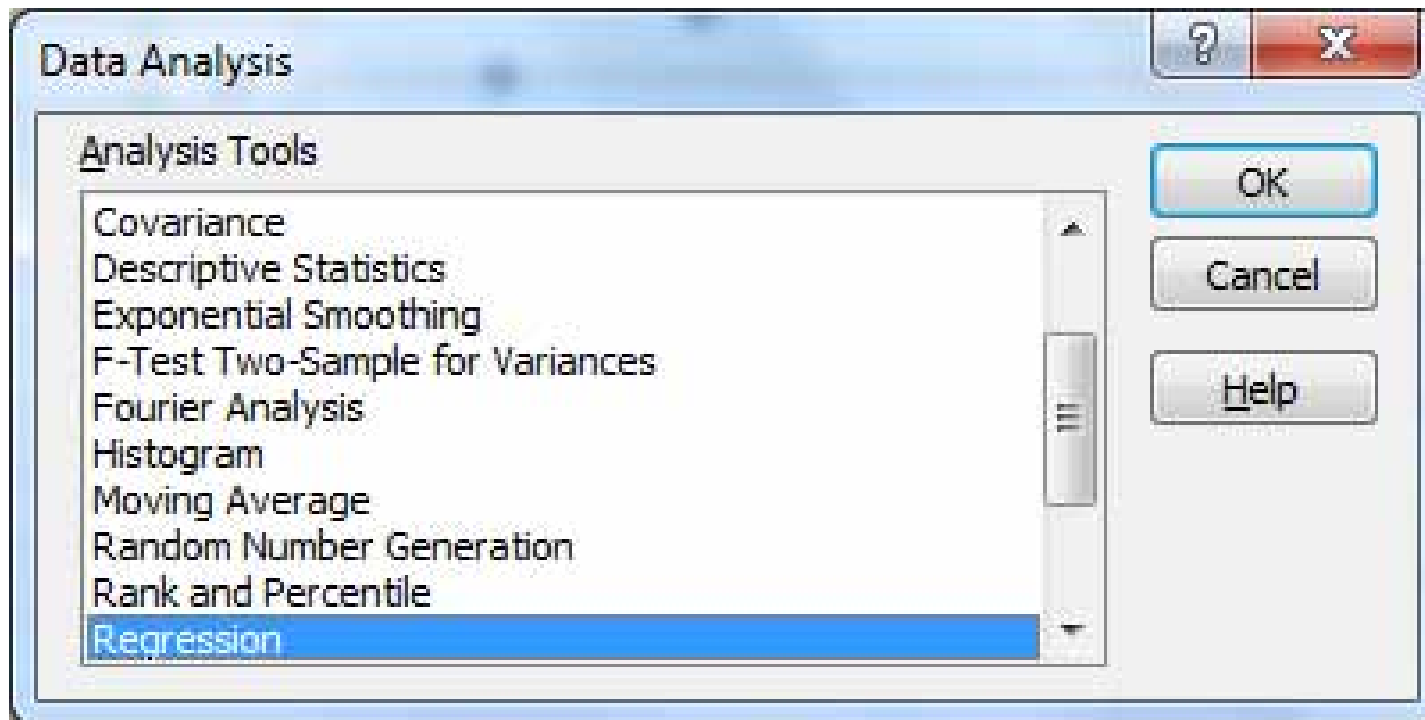 Data Analysis
?
X
Analysis Tools
Covariance
Descriptive Statistics
Exponential Smoothing
F-Test Two-Sample for Variances
Fourier Analysis
Histogram
Moving Average
Random Number Generation
Rank and Percentile
Regression
OK
Cancel
Help